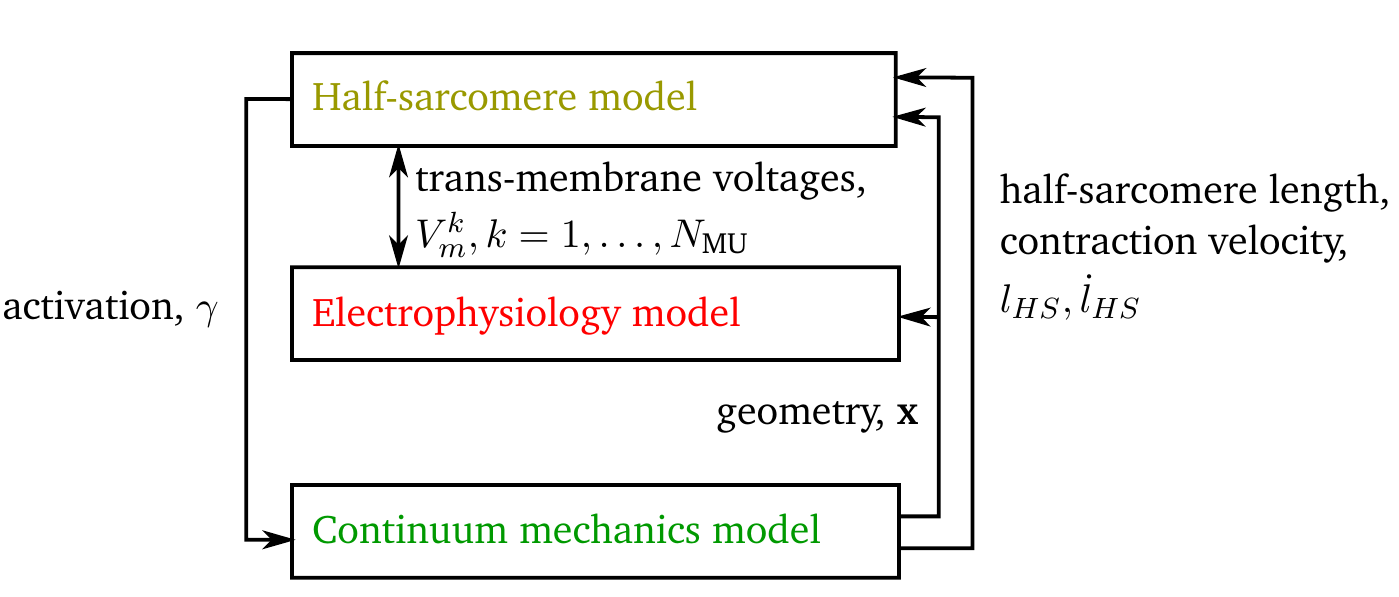 Half-sarcomere model
trans-membrane voltages,
$V_m^k, k = 1, \ldots, N_{\text{MU}}$
half-sarcomere length,
contraction velocity,
$l_{HS}, \dot{l}_{HS}$
activation, $\gamma$
Electrophysiology model
geometry, $\mathbf{x}$
Continuum mechanics model